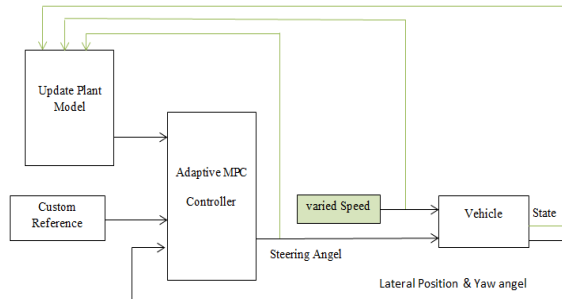 Update Plant
Model
Adaptive MPC
Controller
Custom
Reference
varied Speed
Vehicle
State
Steering Angel
Lateral Position & Yaw angel